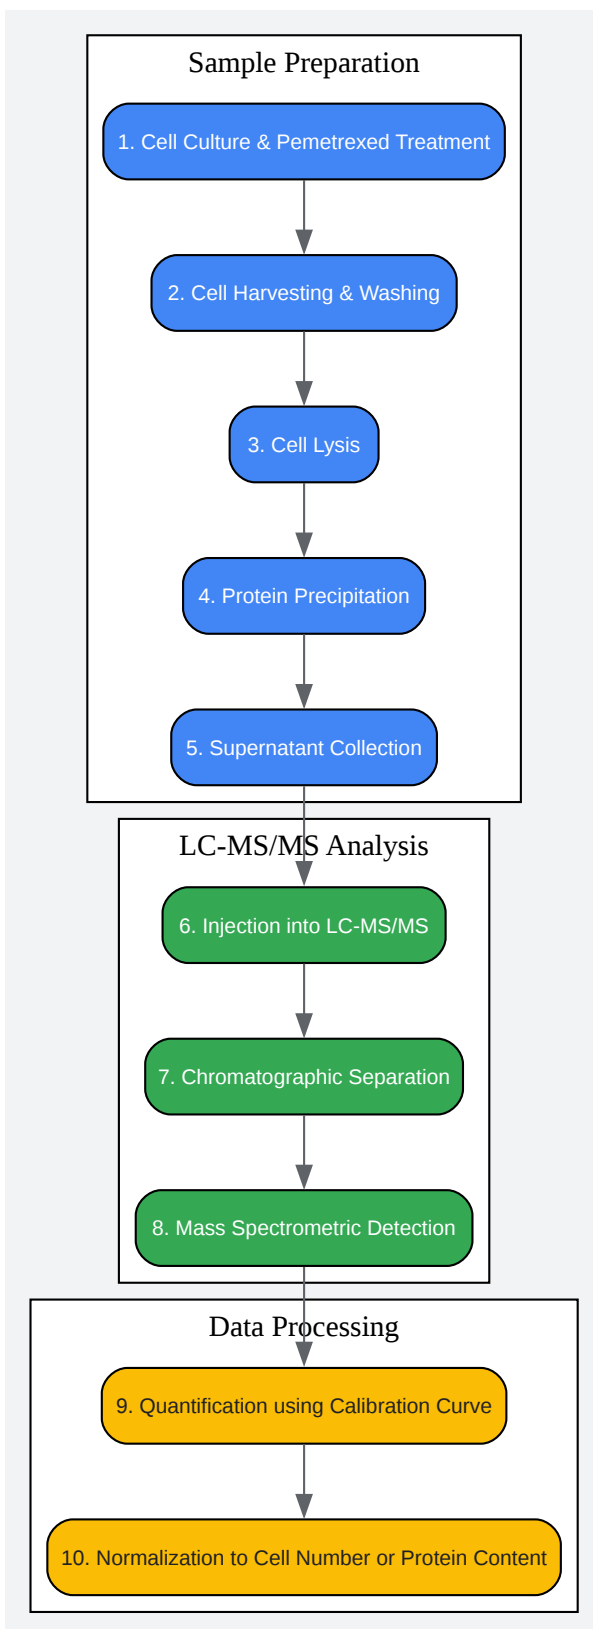 Sample Preparation
1. Cell Culture & Pemetrexed Treatment
2. Cell Harvesting & Washing
3. Cell Lysis
4. Protein Precipitation
5. Supernatant Collection
LC-MS/MS Analysis
6. Injection into LC-MS/MS
7. Chromatographic Separation
8. Mass Spectrometric Detection
Data Processing
9. Quantification using Calibration Curve
10. Normalization to Cell Number or Protein Content